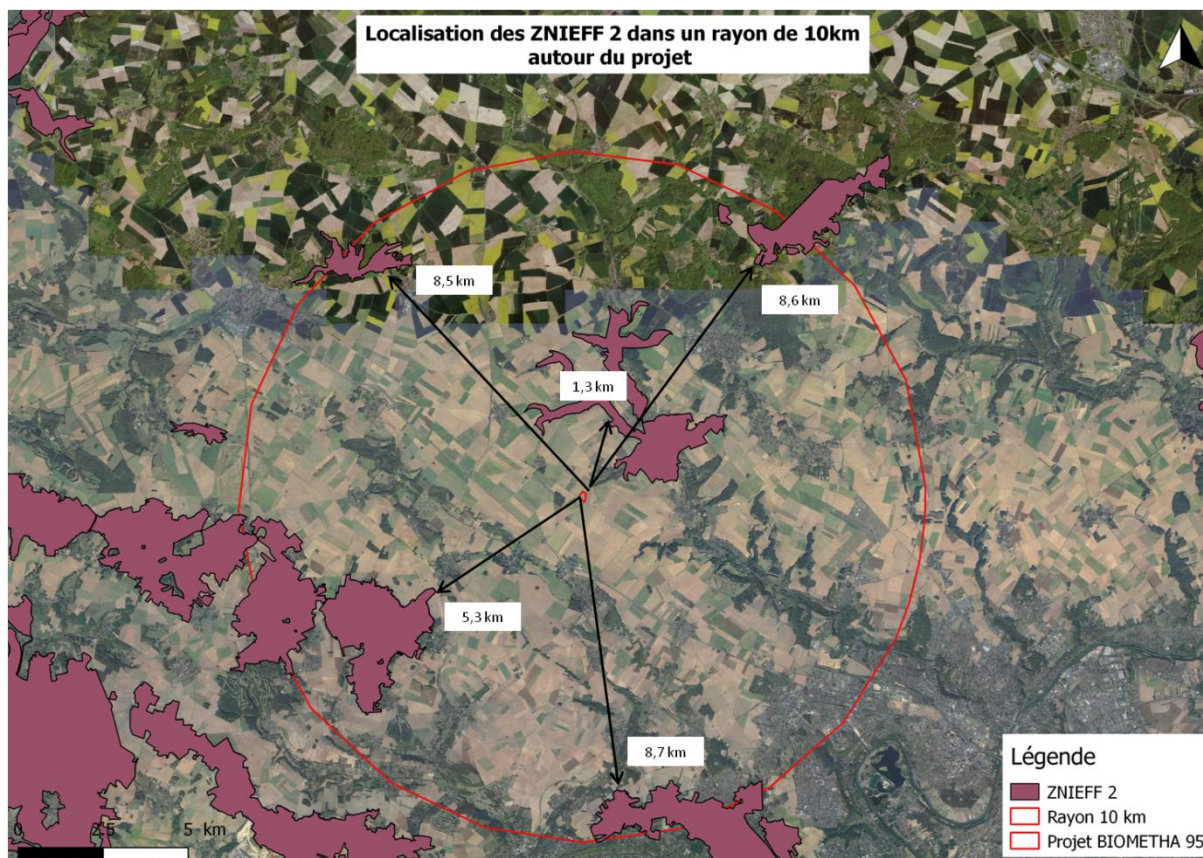 Localisation des ZNIEFF 2 dans un rayon de 10km
autour du projet
8,5 km
8,6 km
1,3 km
5,3 km
8,7 km
Légende
ZNIEFF 2
Rayon 10 km
Projet BIOMETHA 95
0 2.5 5 km